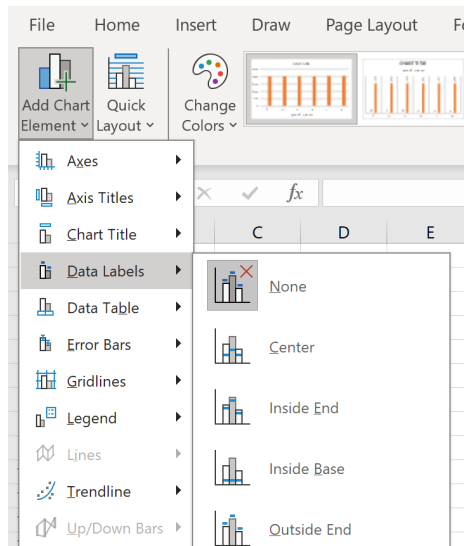 File Home Insert Draw Page Layout
Add Chart Element Quick Layout Change Colors
Axes
fx
Axis Titles
Chart Title
C D E
Data Labels
None
Data Table
Center
Error Bars
Gridlines
Inside End
Legend
Lines
Inside Base
Trendline
Up/Down Bars
Outside End